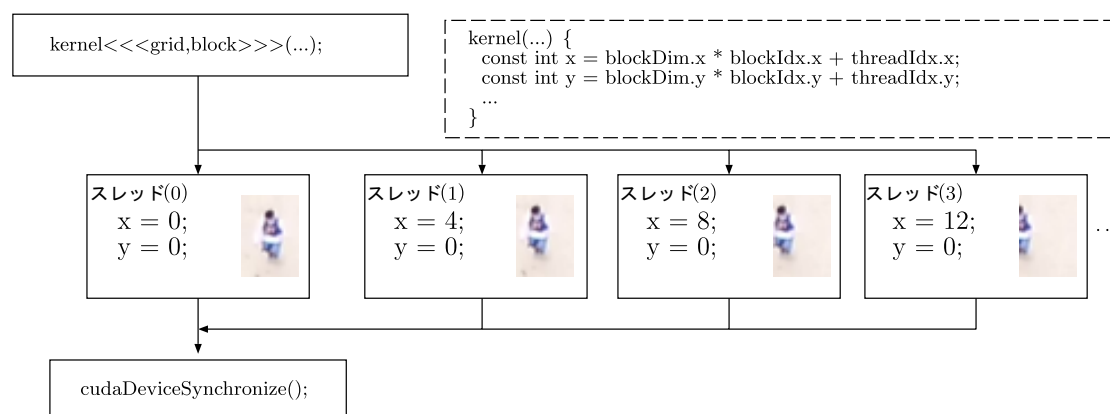 kernel<<<grid,block>>>(...);
kernel(...) {
const int x = blockDim.x * blockIdx.x + threadIdx.x;
const int y = blockDim.y * blockIdx.y + threadIdx.y;
...
}
スレッド(0)
x = 0;
y = 0;
スレッド(1)
x = 4;
y = 0;
スレッド(2)
x = 8;
y = 0;
スレッド(3)
x = 12;
y = 0;
..
cudaDeviceSynchronize();